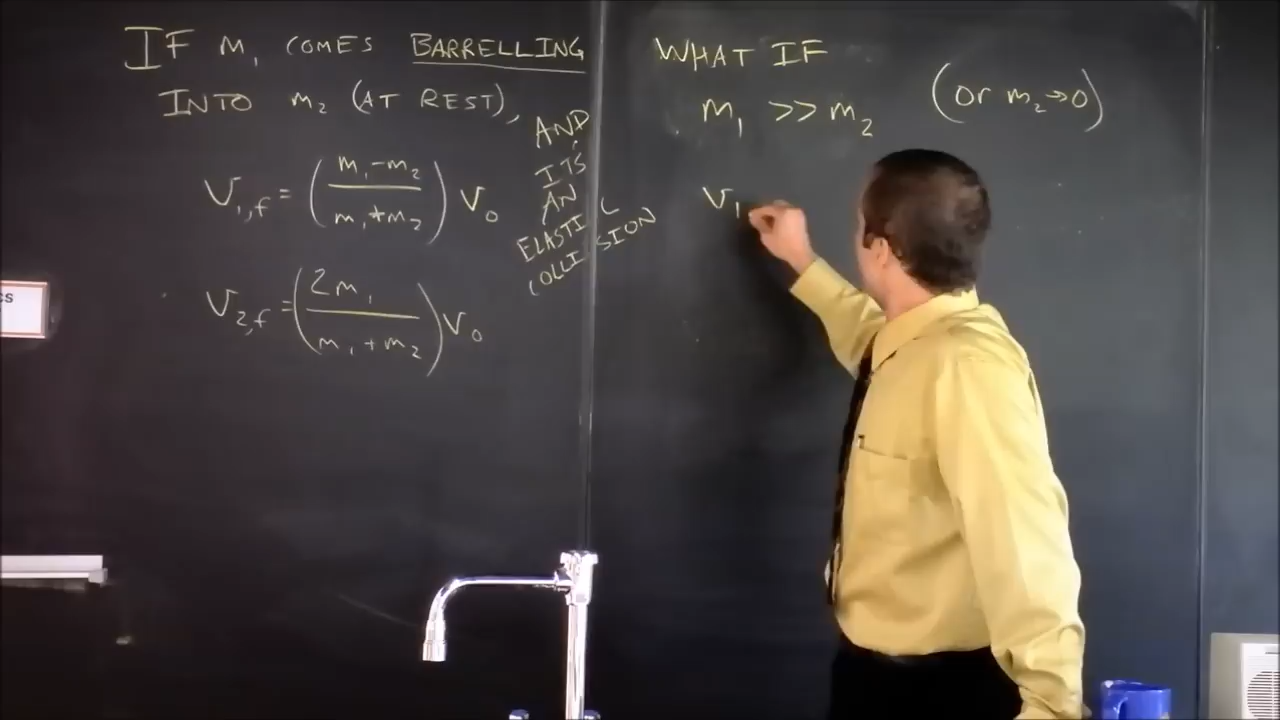 IF m₁ COMES BARRELLING
INTO m₂ (AT REST),
AND
ITS
AN
ELASTIC
COLLISION
V₁,f = (m₁-m₂ / m₁+m₂) V₀
V₂,f = (2m₁ / m₁+m₂) V₀
WHAT IF
m₁ >> m₂ (or m₂→0)
V₁
cs